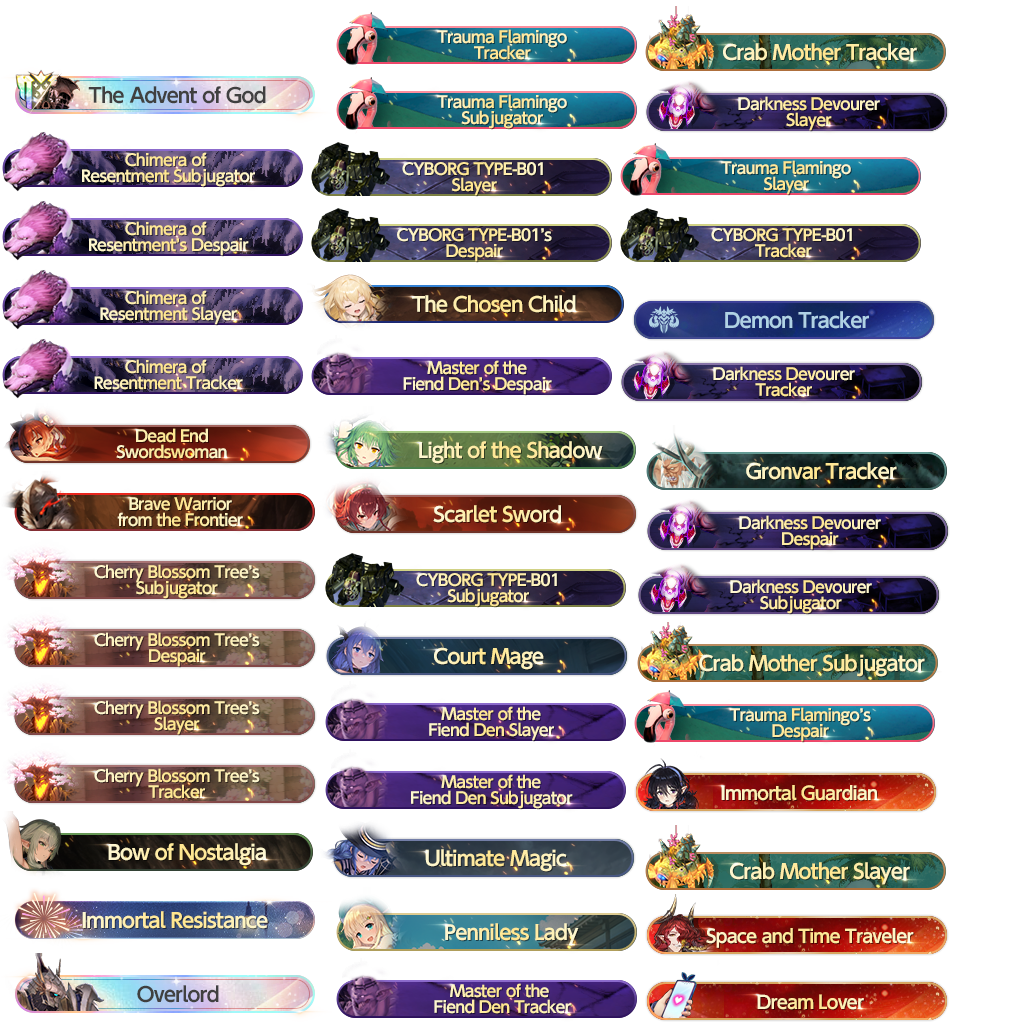 The Advent of God
Chimera of
Resentment Subjugator
Chimera of
Resentment's Despair
Chimera of
Resentment Slayer
Chimera of
Resentment Tracker
Dead End
Swordswoman
Brave Warrior
from the Frontier
Cherry Blossom Tree's
Subjugator
Cherry Blossom Tree's
Despair
Cherry Blossom Tree's
Slayer
Cherry Blossom Tree's
Tracker
Bow of Nostalgia
Immortal Resistance
Overlord
Trauma Flamingo
Tracker
Trauma Flamingo
Subjugator
CYBORG TYPE-B01
Slayer
CYBORG TYPE-B01's
Despair
The Chosen Child
Master of the
Fiend Den's Despair
Light of the Shadow
Scarlet Sword
CYBORG TYPE-B01
Subjugator
Court Mage
Master of the
Fiend Den Slayer
Master of the
Fiend Den Subjugator
Ultimate Magic
Penniless Lady
Master of the
Fiend Den Tracker
Crab Mother Tracker
Darkness Devourer
Slayer
Trauma Flamingo
Slayer
CYBORG TYPE-B01
Tracker
Demon Tracker
Darkness Devourer
Tracker
Gronvar Tracker
Darkness Devourer
Despair
Darkness Devourer
Subjugator
Crab Mother Subjugator
Trauma Flamingo's
Despair
Immortal Guardian
Crab Mother Slayer
Space and Time Traveler
Dream Lover